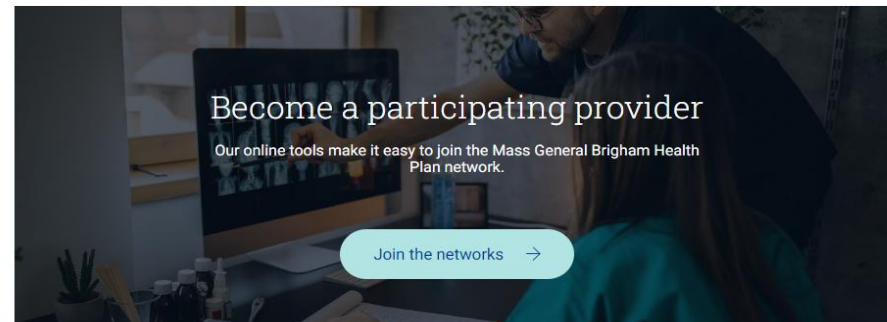 Become a participating provider
Our online tools make it easy to join the Mass General Brigham Health
Plan network.
Join the networks →